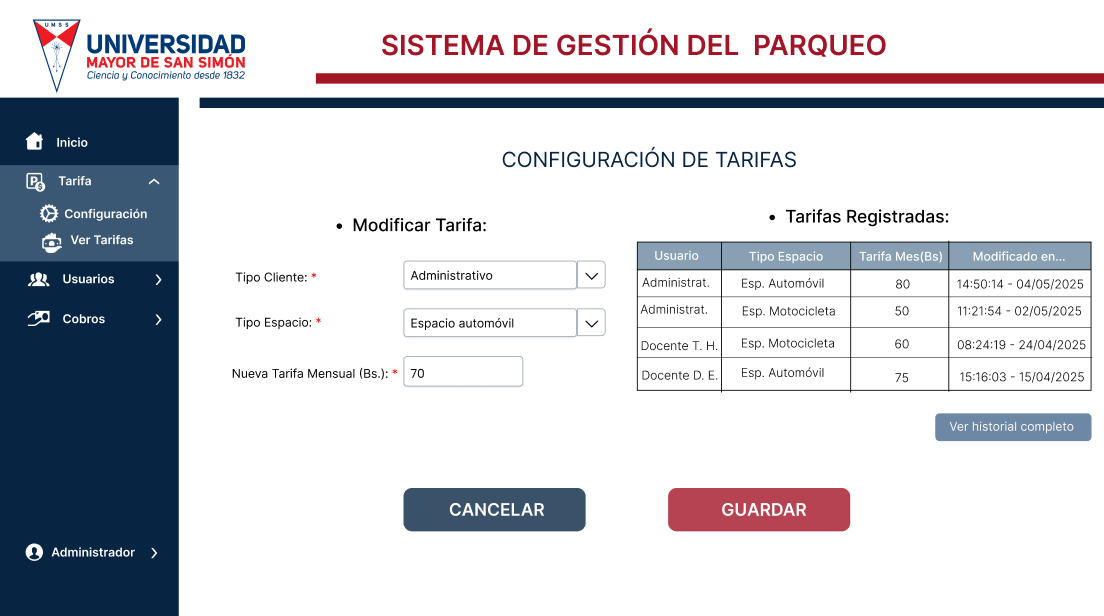 UMSS
UNIVERSIDAD
MAYOR DE SAN SIMÓN
Ciencia y Conocimiento desde 1832
SISTEMA DE GESTIÓN DEL PARQUEO
Inicio
Tarifa
Configuración
Ver Tarifas
Usuarios
Cobros
Administrador
CONFIGURACIÓN DE TARIFAS
• Modificar Tarifa:
Tipo Cliente: *
Administrativo
Tipo Espacio: *
Espacio automóvil
Nueva Tarifa Mensual (Bs.): *
70
• Tarifas Registradas:
Usuario Tipo Espacio Tarifa Mes(Bs) Modificado en...
Administrat. Esp. Automóvil 80 14:50:14 - 04/05/2025
Administrat. Esp. Motocicleta 50 11:21:54 - 02/05/2025
Docente T. H. Esp. Motocicleta 60 08:24:19 - 24/04/2025
Docente D. E. Esp. Automóvil 75 15:16:03 - 15/04/2025
Ver historial completo
CANCELAR
GUARDAR